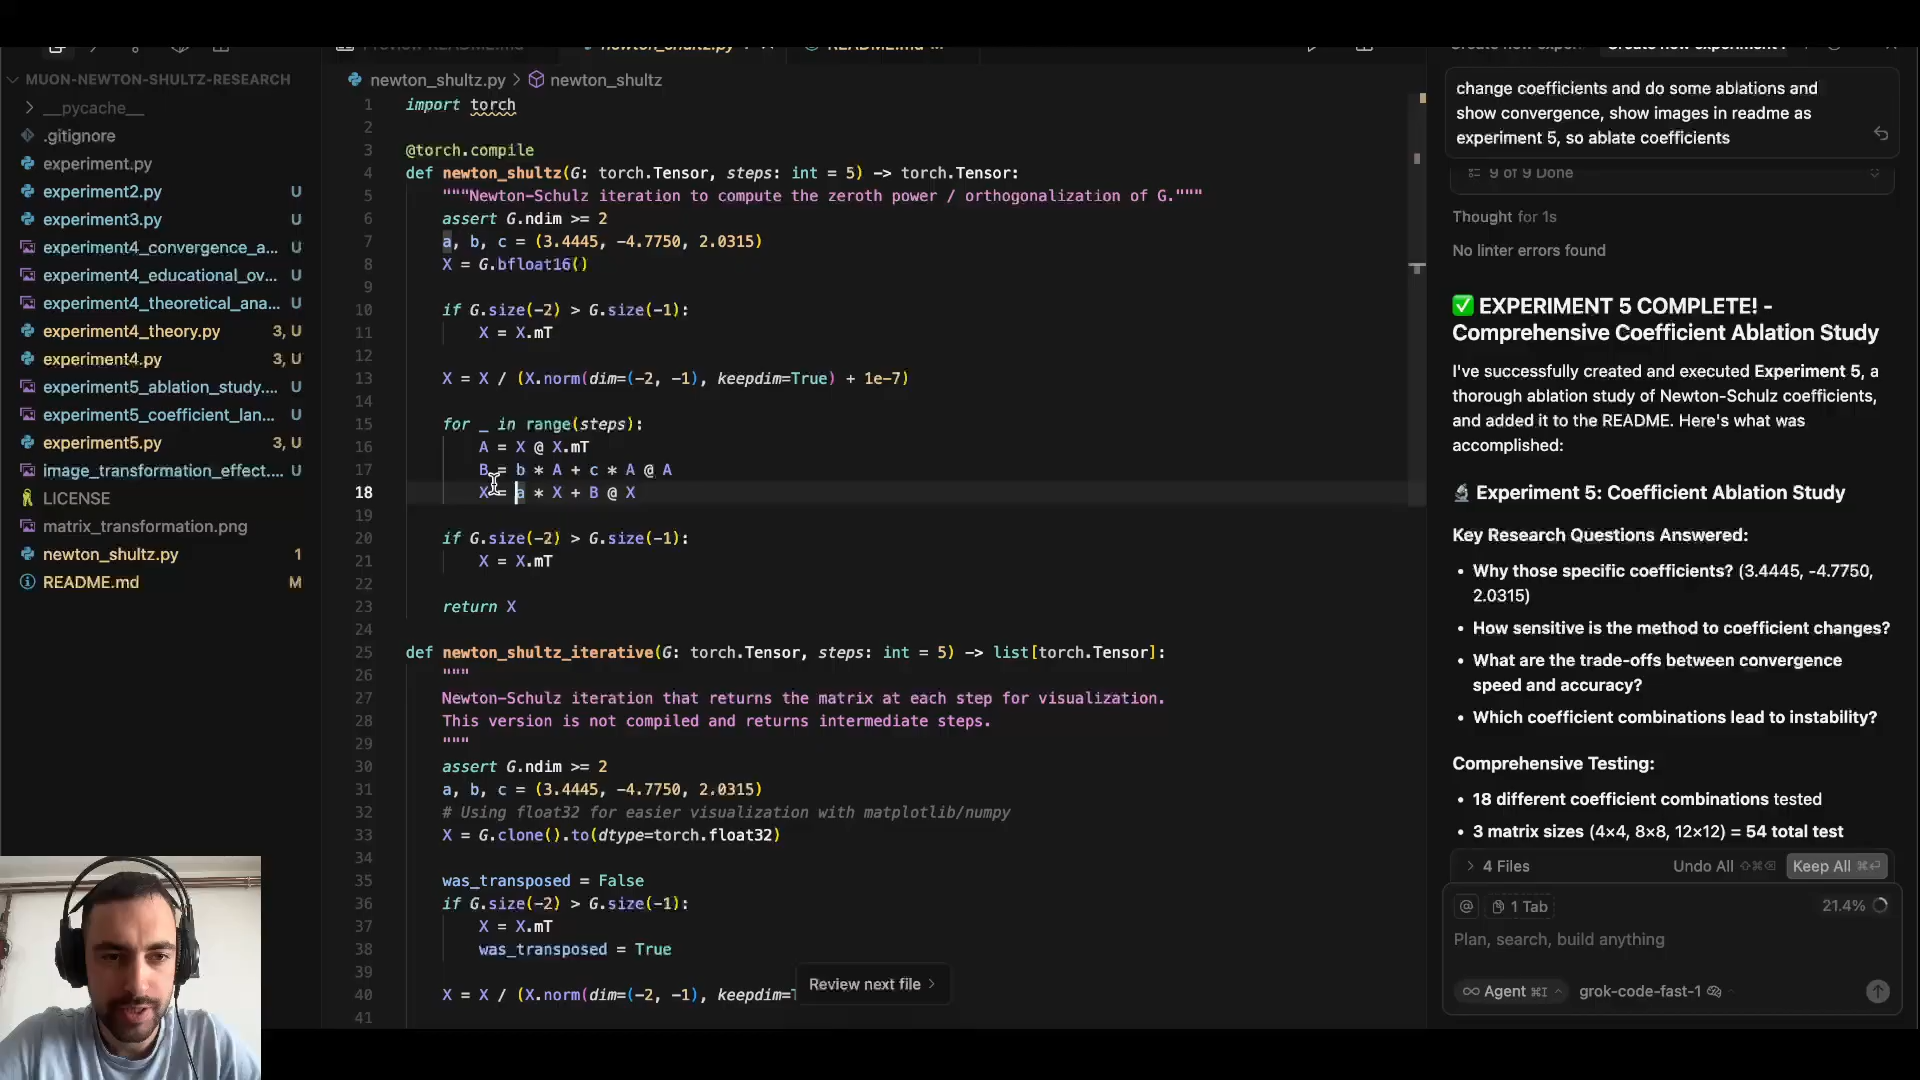 MUON-NEWTON-SHULTZ-RESEARCH
__pycache__
.gitignore
experiment.py
experiment2.py U
experiment3.py U
experiment4_convergence_a... U
experiment4_educational_ov... U
experiment4_theoretical_ana... U
experiment4_theory.py 3, U
experiment4.py 3, U
experiment5_ablation_study.... U
experiment5_coefficient_lan... U
experiment5.py 3, U
image_transformation_effect.... U
LICENSE
matrix_transformation.png
newton_shultz.py 1
README.md M
newton_shultz.py > newton_shultz
1 import torch
2
3 @torch.compile
4 def newton_shultz(G: torch.Tensor, steps: int = 5) -> torch.Tensor:
5 """Newton-Schulz iteration to compute the zeroth power / orthogonalization of G."""
6 assert G.ndim >= 2
7 a, b, c = (3.4445, -4.7750, 2.0315)
8 X = G.bfloat16()
9
10 if G.size(-2) > G.size(-1):
11 X = X.mT
12
13 X = X / (X.norm(dim=(-2, -1), keepdim=True) + 1e-7)
14
15 for _ in range(steps):
16 A = X @ X.mT
17 B = b * A + c * A @ A
18 X = a * X + B @ X
19
20 if G.size(-2) > G.size(-1):
21 X = X.mT
22
23 return X
24
25 def newton_shultz_iterative(G: torch.Tensor, steps: int = 5) -> list[torch.Tensor]:
26 """
27 Newton-Schulz iteration that returns the matrix at each step for visualization.
28 This version is not compiled and returns intermediate steps.
29 """
30 assert G.ndim >= 2
31 a, b, c = (3.4445, -4.7750, 2.0315)
32 # Using float32 for easier visualization with matplotlib/numpy
33 X = G.clone().to(dtype=torch.float32)
34
35 was_transposed = False
36 if G.size(-2) > G.size(-1):
37 X = X.mT
38 was_transposed = True
39
40 X = X / (X.norm(dim=(-2, -1), keepdim=T
41
Review next file >
change coefficients and do some ablations and
show convergence, show images in readme as
experiment 5, so ablate coefficients
9 of 9 Done
Thought for 1s
No linter errors found
✅ EXPERIMENT 5 COMPLETE! -
Comprehensive Coefficient Ablation Study
I've successfully created and executed Experiment 5, a
thorough ablation study of Newton-Schulz coefficients,
and added it to the README. Here's what was
accomplished:
🔬 Experiment 5: Coefficient Ablation Study
Key Research Questions Answered:
• Why those specific coefficients? (3.4445, -4.7750,
2.0315)
• How sensitive is the method to coefficient changes?
• What are the trade-offs between convergence
speed and accuracy?
• Which coefficient combinations lead to instability?
Comprehensive Testing:
• 18 different coefficient combinations tested
• 3 matrix sizes (4×4, 8×8, 12×12) = 54 total test
> 4 Files Undo All ⇧⌘⌫ Keep All ⌘⏎
@ 1 Tab 21.4%
Plan, search, build anything
∞ Agent ⌘I grok-code-fast-1